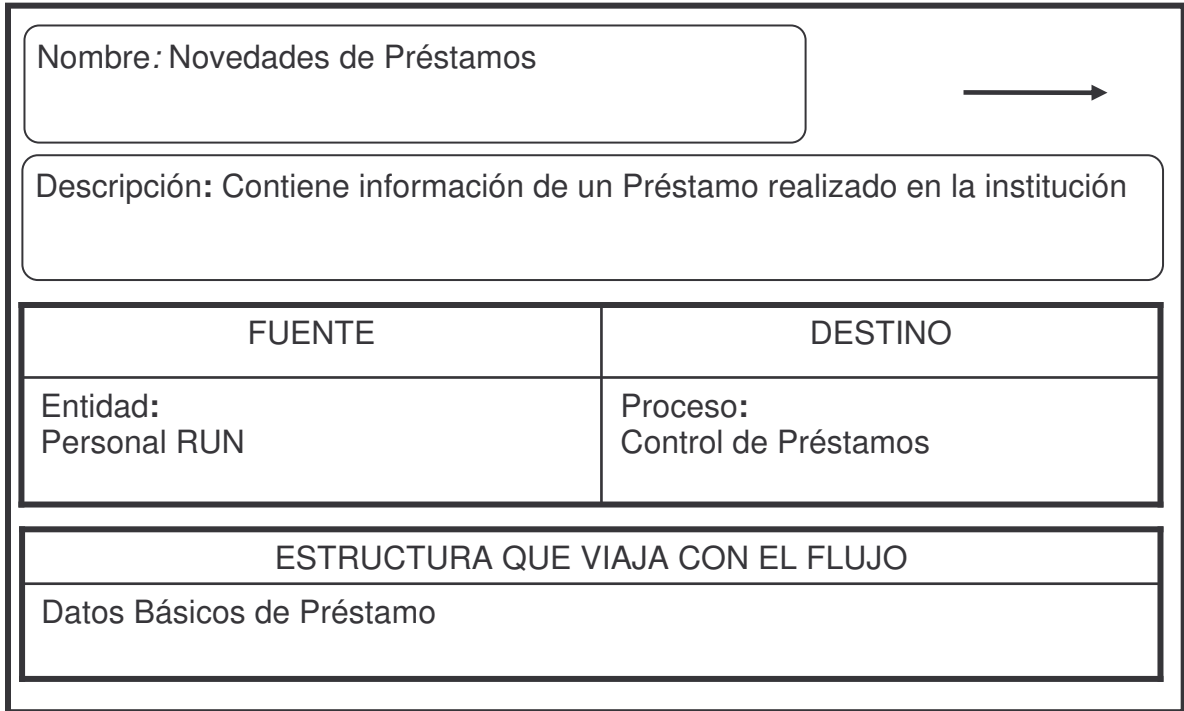 Nombre: Novedades de Préstamos
Descripción: Contiene información de un Préstamo realizado en la institución
FUENTE
DESTINO
Entidad:
Personal RUN
Proceso:
Control de Préstamos
ESTRUCTURA QUE VIAJA CON EL FLUJO
Datos Básicos de Préstamo